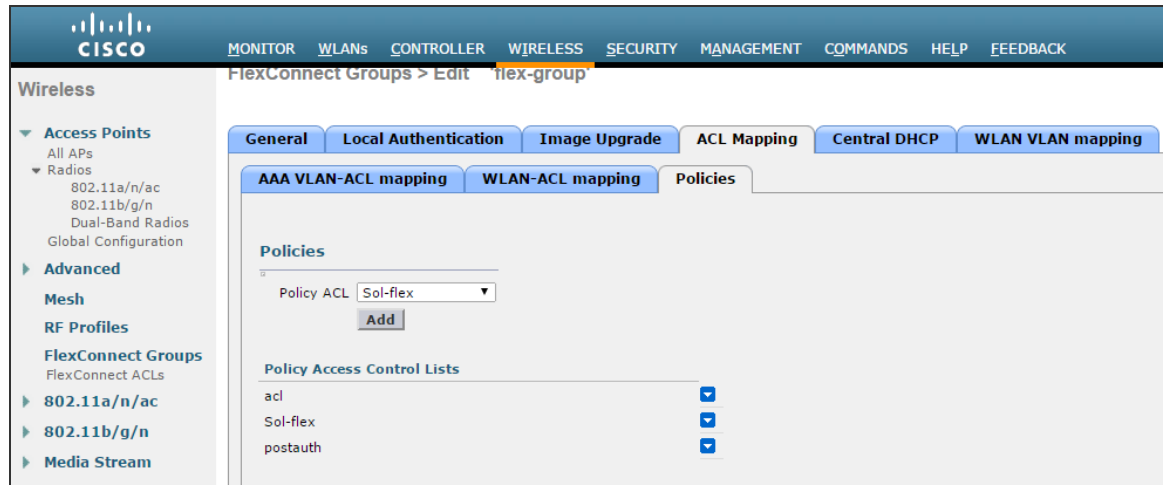 CISCO
MONITOR WLANs CONTROLLER WIRELESS SECURITY MANAGEMENT COMMANDS HELP FEEDBACK
Wireless
Access Points
All APs
Radios
802.11a/n/ac
802.11b/g/n
Dual-Band Radios
Global Configuration
Advanced
Mesh
RF Profiles
FlexConnect Groups
FlexConnect ACLs
802.11a/n/ac
802.11b/g/n
Media Stream
FlexConnect Groups > Edit 'flex-group'
General Local Authentication Image Upgrade ACL Mapping Central DHCP WLAN VLAN mapping
AAA VLAN-ACL mapping WLAN-ACL mapping Policies
Policies
Policy ACL Sol-flex
Add
Policy Access Control Lists
acl
Sol-flex
postauth